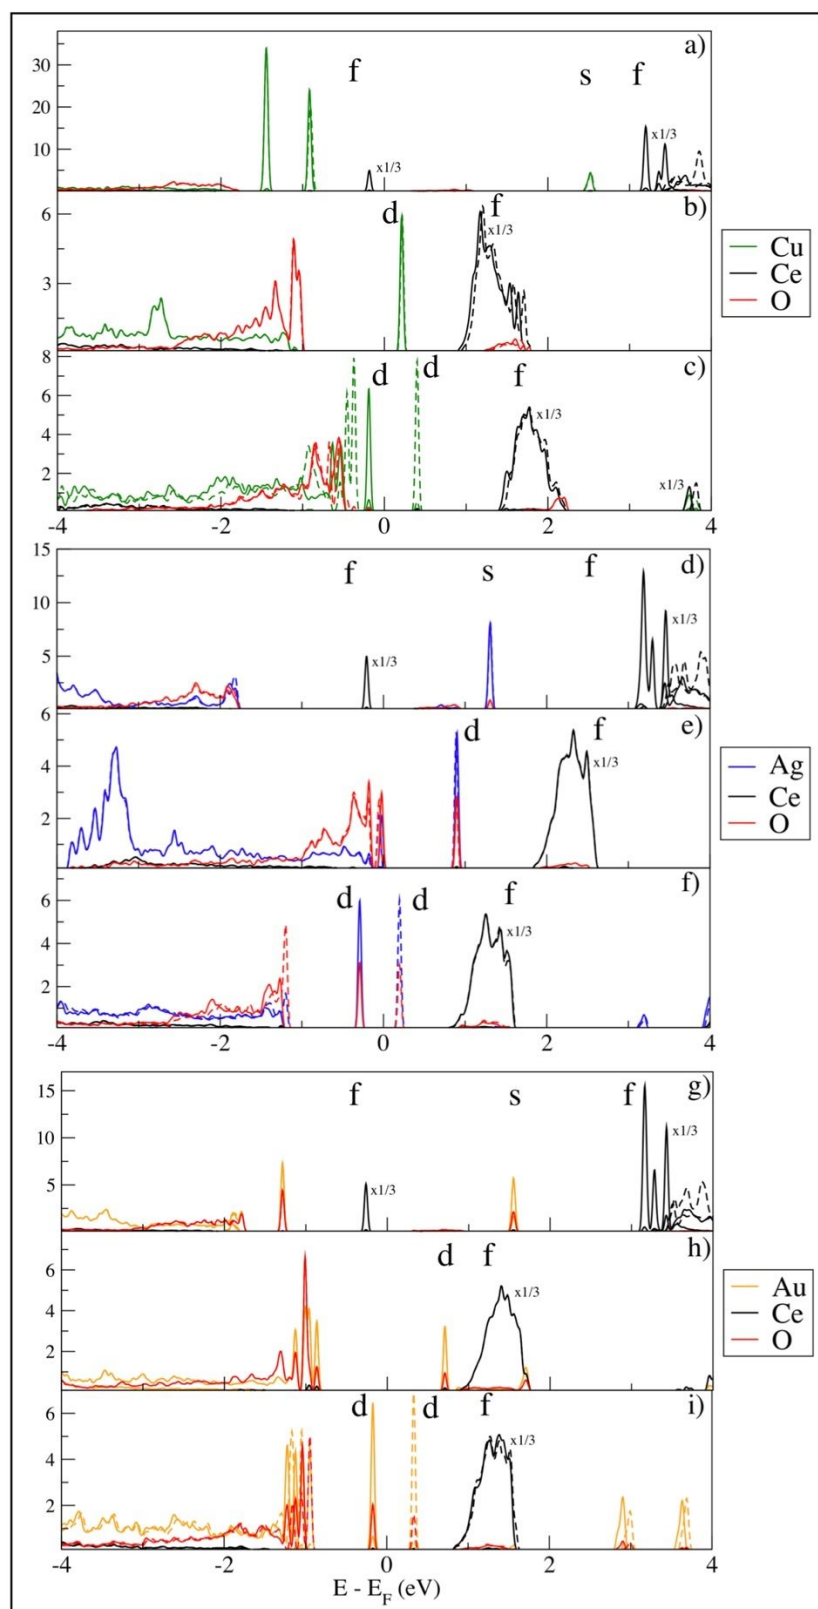 a)
f s f
30
20
10
x1/3 x1/3
b)
d f
6
3
x1/3
Cu
Ce
O
c)
d d f
8
6
4
2
x1/3 x1/3
-4 -2 0 2 4
d)
f s f
15
10
5
x1/3 x1/3
e)
d f
6
4
2
x1/3
Ag
Ce
O
f)
d d f
6
4
2
x1/3
-4 -2 0 2 4
g)
f s f
15
10
5
x1/3 x1/3
h)
d f
6
4
2
x1/3
Au
Ce
O
i)
d d f
6
4
2
x1/3
-4 -2 0 2 4
E - E_F (eV)